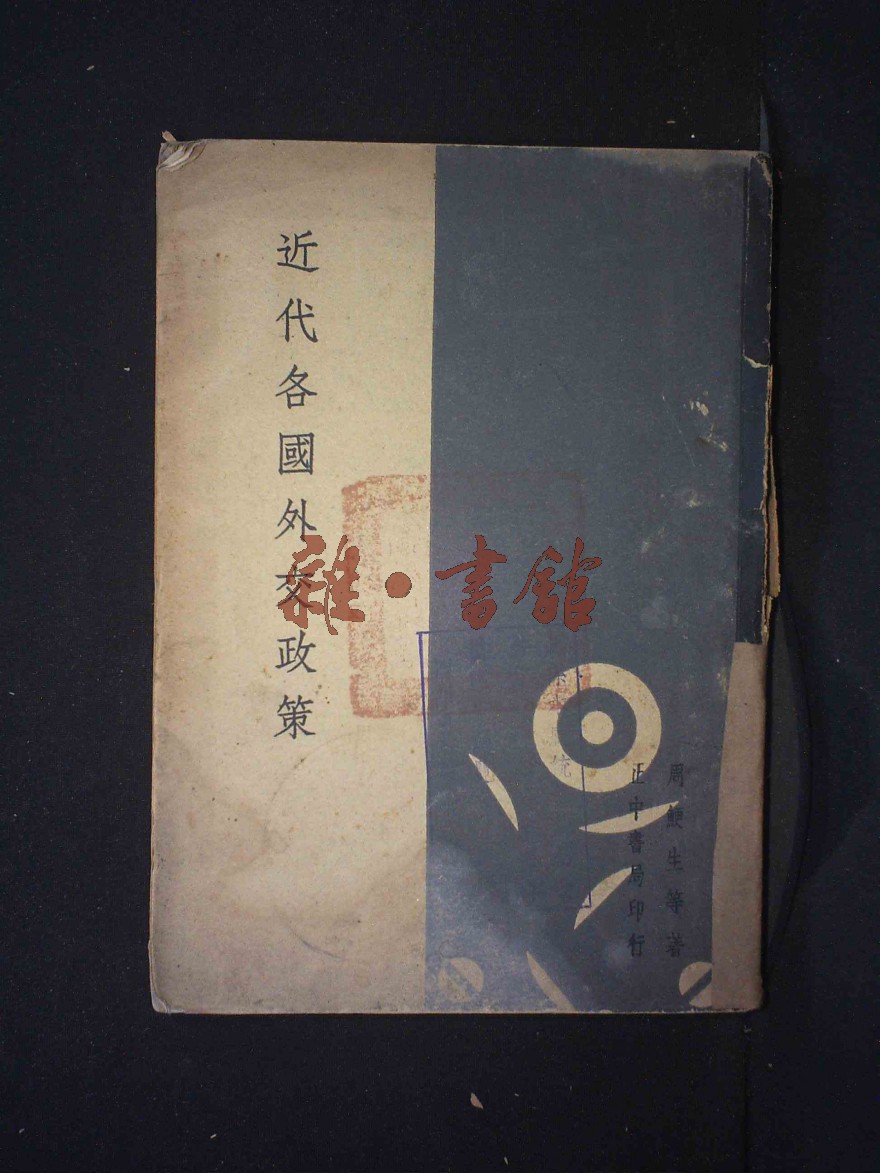 近代各國外交政策
周鯁生等著
正中書局印行
雜·書館